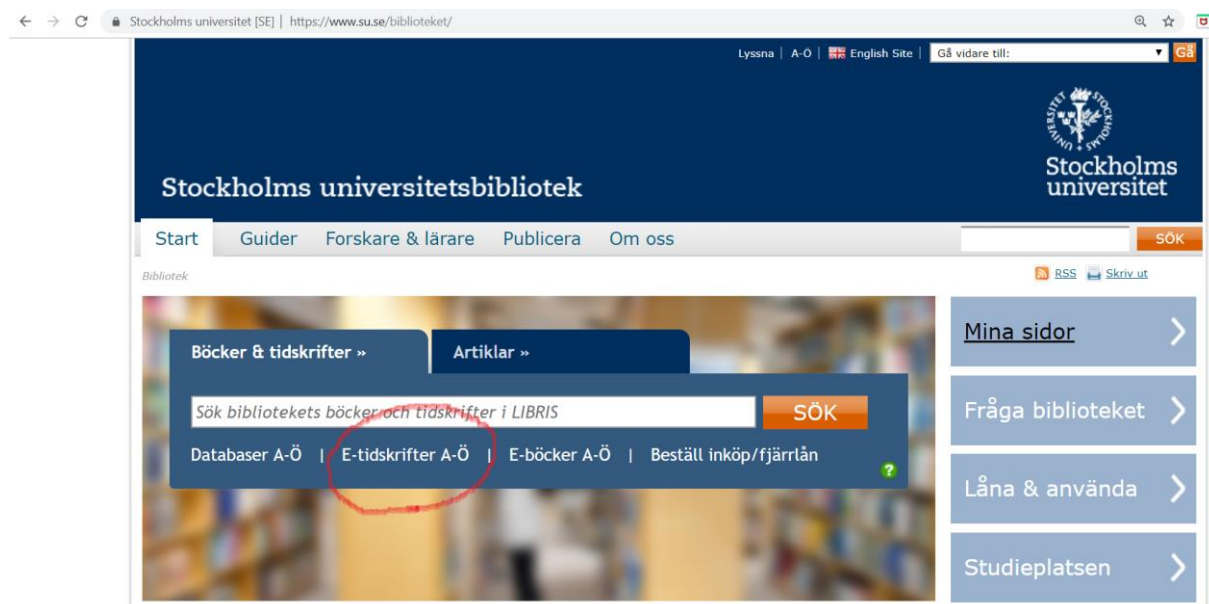 Stockholms universitet [SE] | https://www.su.se/biblioteket/
Lyssna | A-Ö | English Site | Gå vidare till: Gå
STOCKHOLMS UNIVERSITET
Stockholms universitet
Stockholms universitetsbibliotek
Start Guider Forskare & lärare Publicera Om oss SÖK
Bibliotek RSS Skriv ut
Böcker & tidskrifter » Artiklar »
Sök bibliotekets böcker och tidskrifter i LIBRIS SÖK
Databaser A-Ö | E-tidskrifter A-Ö | E-böcker A-Ö | Beställ inköp/fjärrlån
?
Mina sidor
Fråga biblioteket
Låna & använda
Studieplatsen